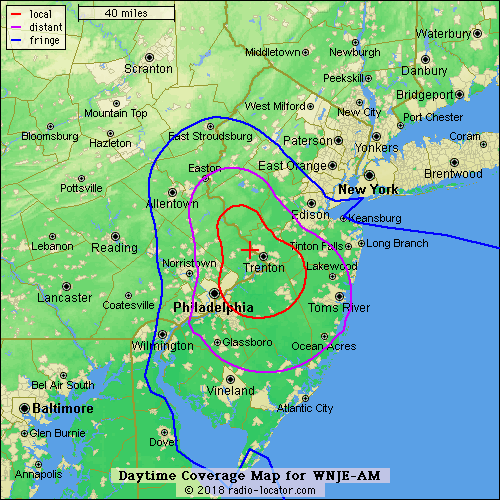 local
distant
fringe
40 miles
Waterbury
Middletown
Newburgh
Danbury
Scranton
Peekskill
Bridgeport
Mountain Top
West Milford
New City
Port Chester
Bloomsburg
Hazleton
East Stroudsburg
Paterson
Yonkers
Coram
Easton
East Orange
Brentwood
Pottsville
Allentown
New York
Edison
Keansburg
Lebanon
Reading
Tinton Falls
Long Branch
Norristown
Trenton
Lakewood
Lancaster
Coatesville
Philadelphia
Toms River
Wilmington
Glassboro
Ocean Acres
Bel Air South
Vineland
Baltimore
Atlantic City
Glen Burnie
Dover
Annapolis
Daytime Coverage Map for WNJE-AM
© 2018 radio-locator.com